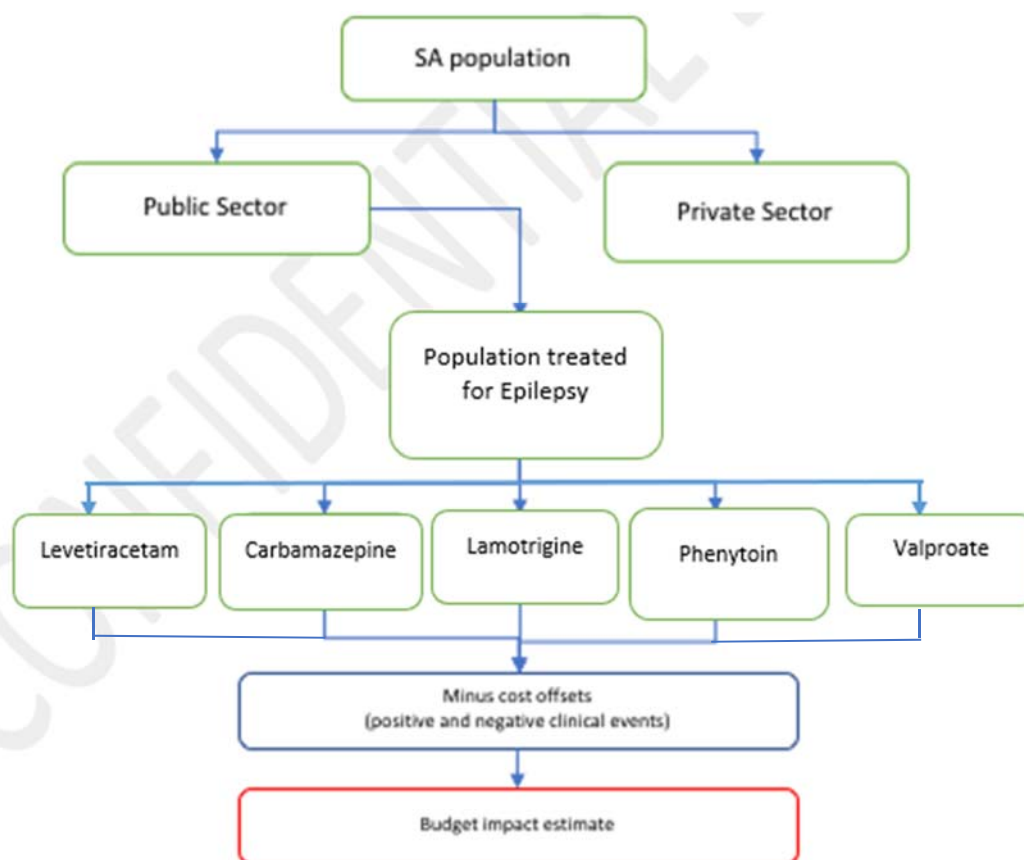 SA population
Public Sector
Private Sector
Population treated
for Epilepsy
Levetiracetam
Carbamazepine
Lamotrigine
Phenytoin
Valproate
Minus cost offsets
(positive and negative clinical events)
Budget impact estimate
CONFIDENTIAL